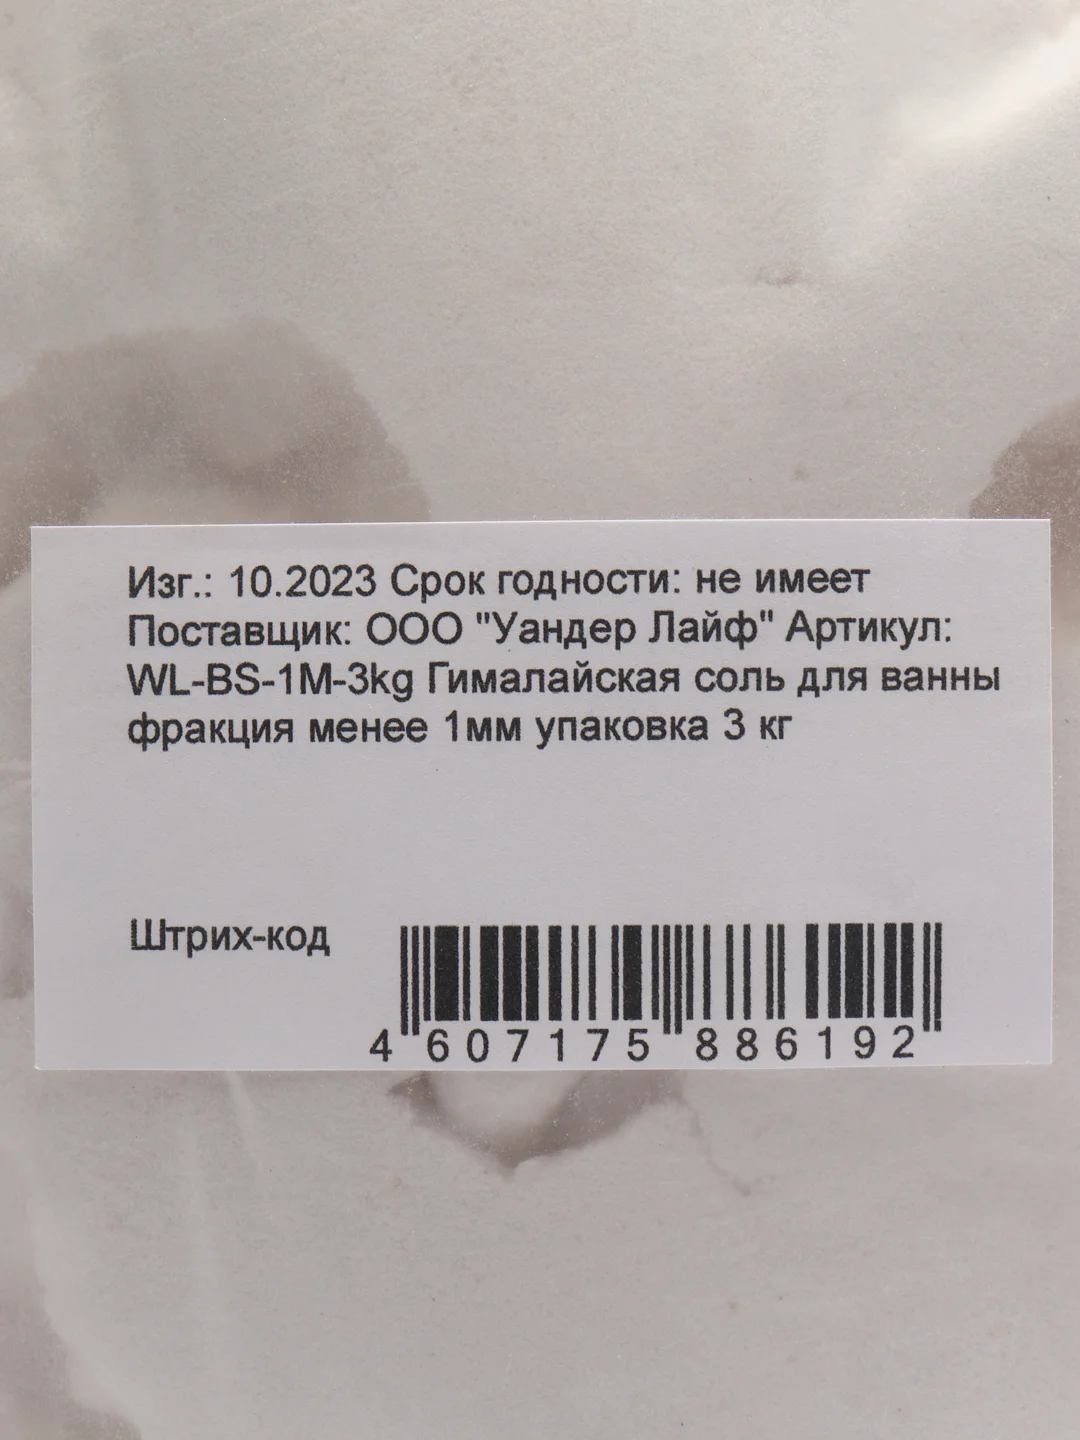 Изг.: 10.2023 Срок годности: не имеет
Поставщик: ООО "Уандер Лайф" Артикул:
WL-BS-1M-3kg Гималайская соль для ванны
фракция менее 1мм упаковка 3 кг
Штрих-код
4 607175 886192